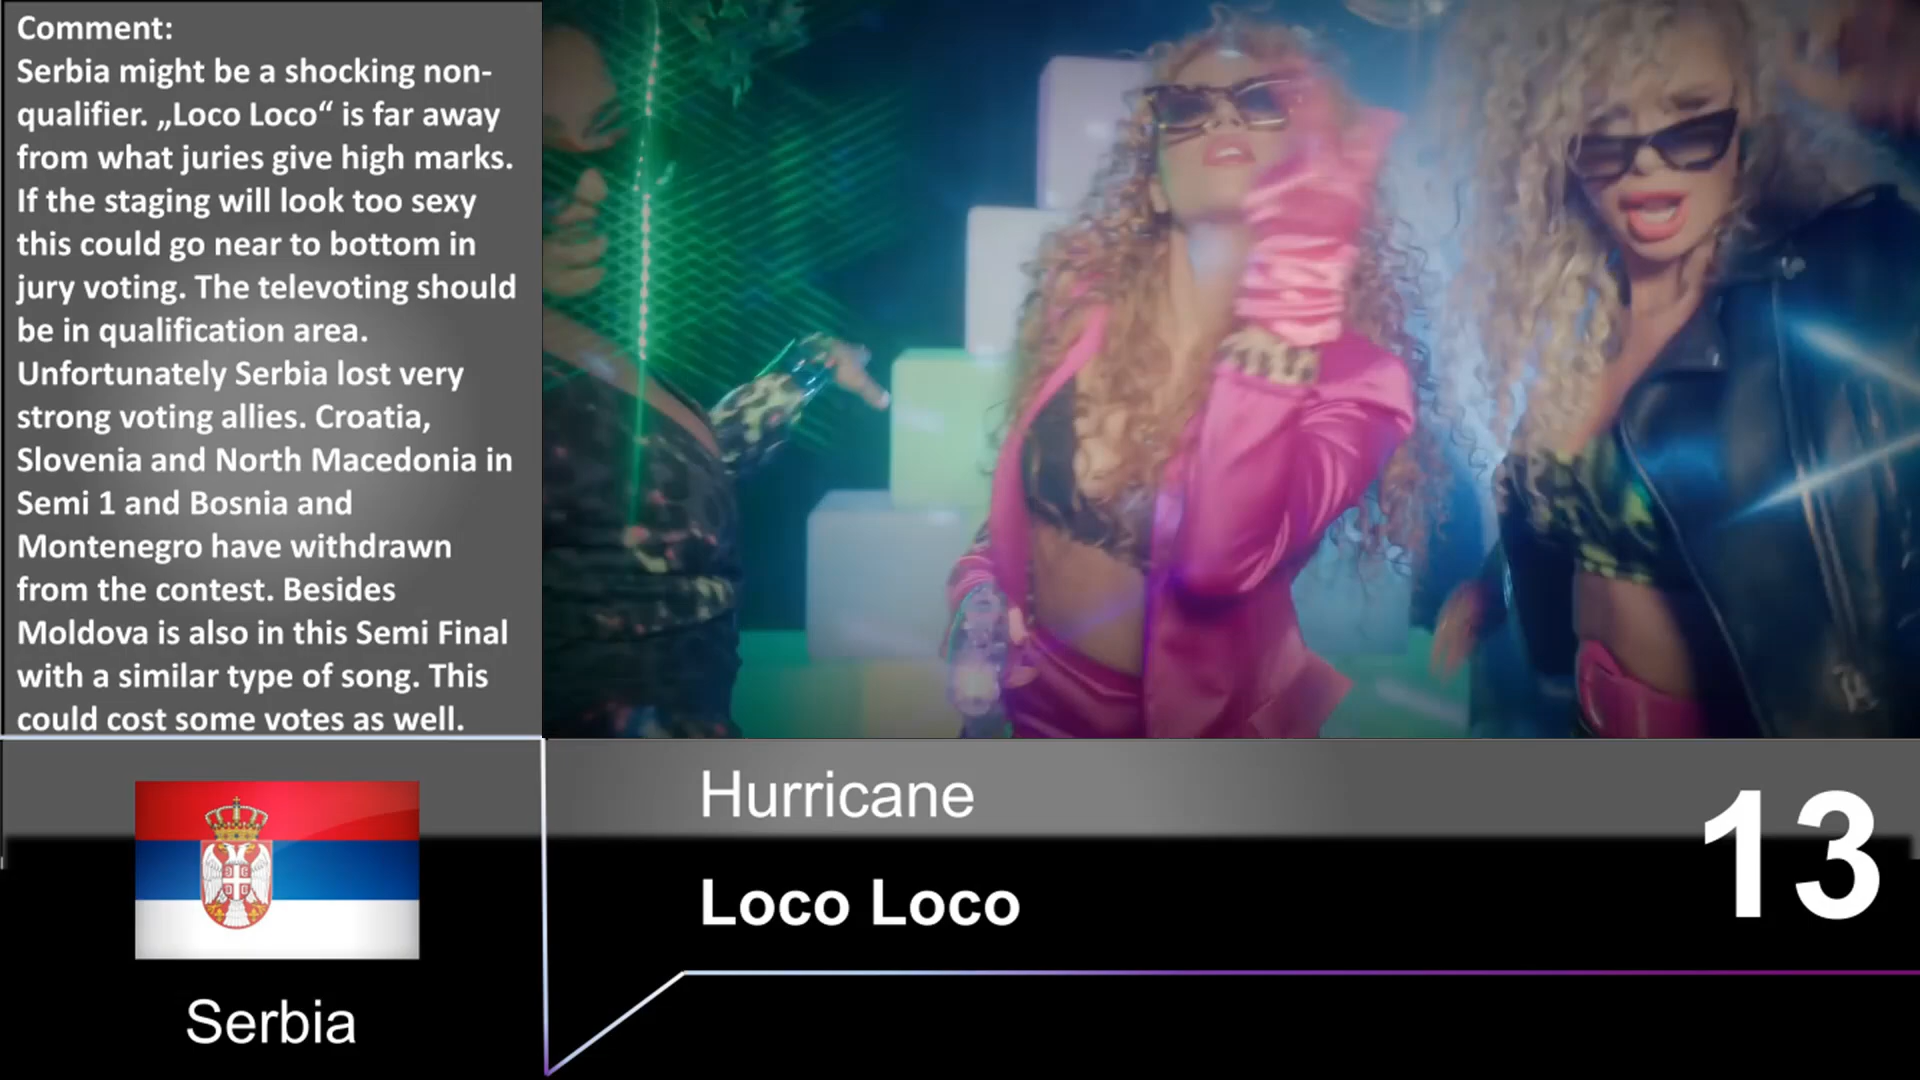 Comment:
Serbia might be a shocking non-
qualifier. „Loco Loco“ is far away
from what juries give high marks.
If the staging will look too sexy
this could go near to bottom in
jury voting. The televoting should
be in qualification area.
Unfortunately Serbia lost very
strong voting allies. Croatia,
Slovenia and North Macedonia in
Semi 1 and Bosnia and
Montenegro have withdrawn
from the contest. Besides
Moldova is also in this Semi Final
with a similar type of song. This
could cost some votes as well.
Hurricane
13
Loco Loco
Serbia